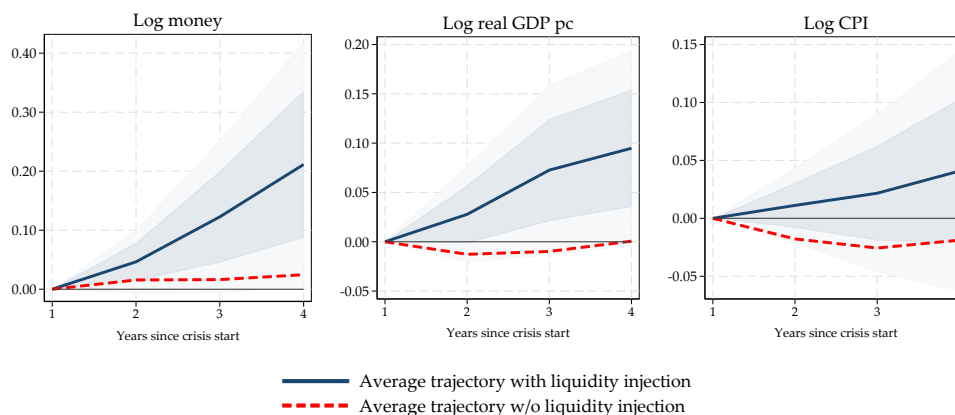 Log money
0.40
0.30
0.20
0.10
0.00
1 2 3 4
Years since crisis start
Log real GDP pc
0.20
0.15
0.10
0.05
0.00
-0.05
1 2 3 4
Years since crisis start
Log CPI
0.15
0.10
0.05
0.00
-0.05
1 2 3
Years since crisis start
Average trajectory with liquidity injection
Average trajectory w/o liquidity injection